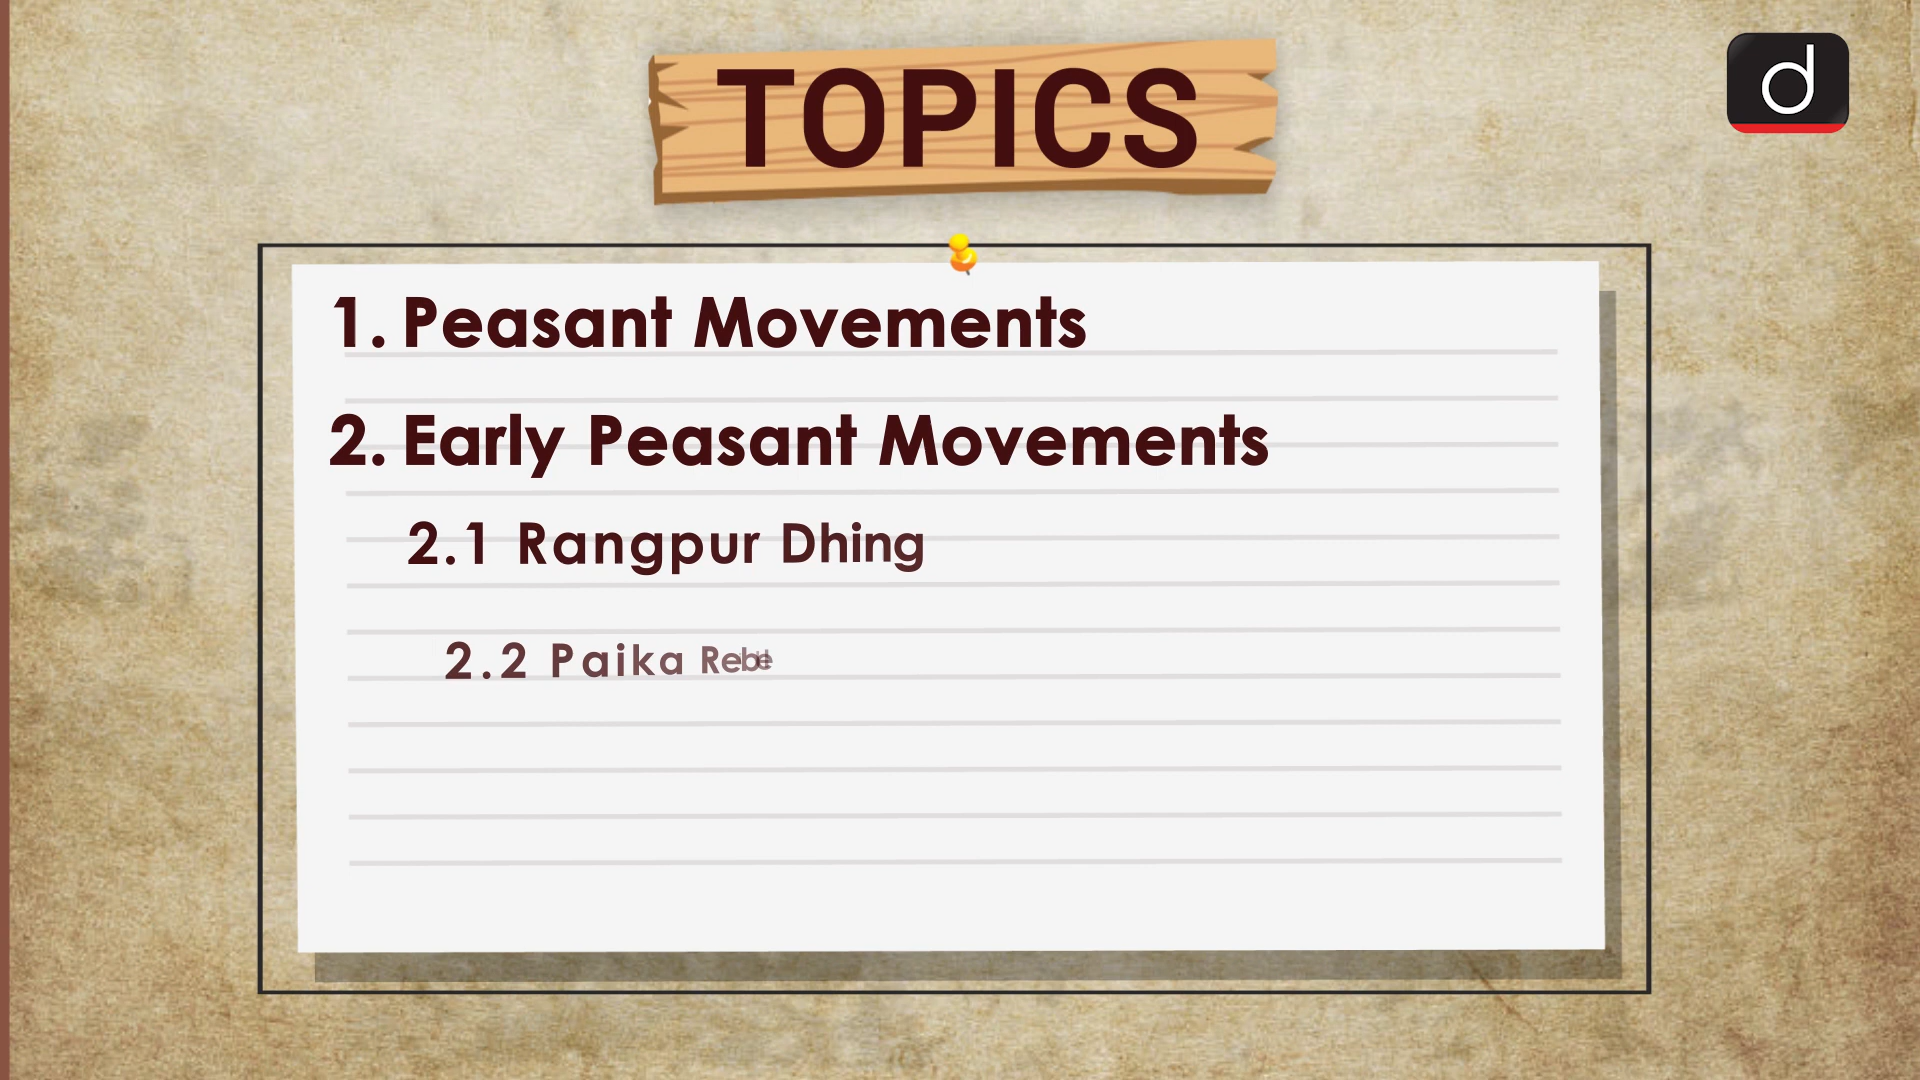 TOPICS
d
1. Peasant Movements
2. Early Peasant Movements
2.1 Rangpur Dhing
2.2 Paika